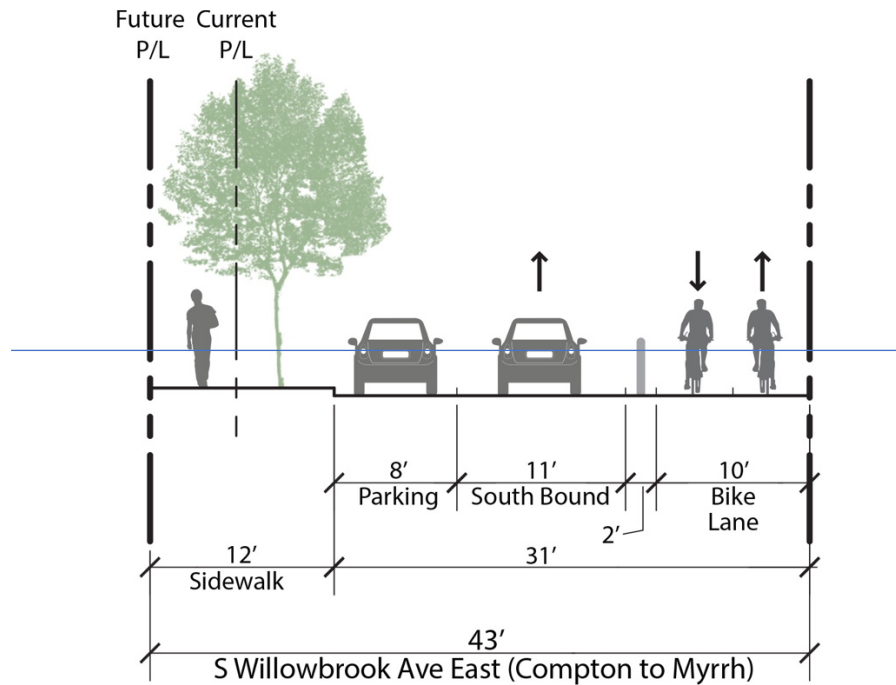 Future Current
P/L P/L
8′ 11′ 10′
Parking South Bound Bike
Lane
2′
12′ 31′
Sidewalk
43′
S Willowbrook Ave East (Compton to Myrrh)